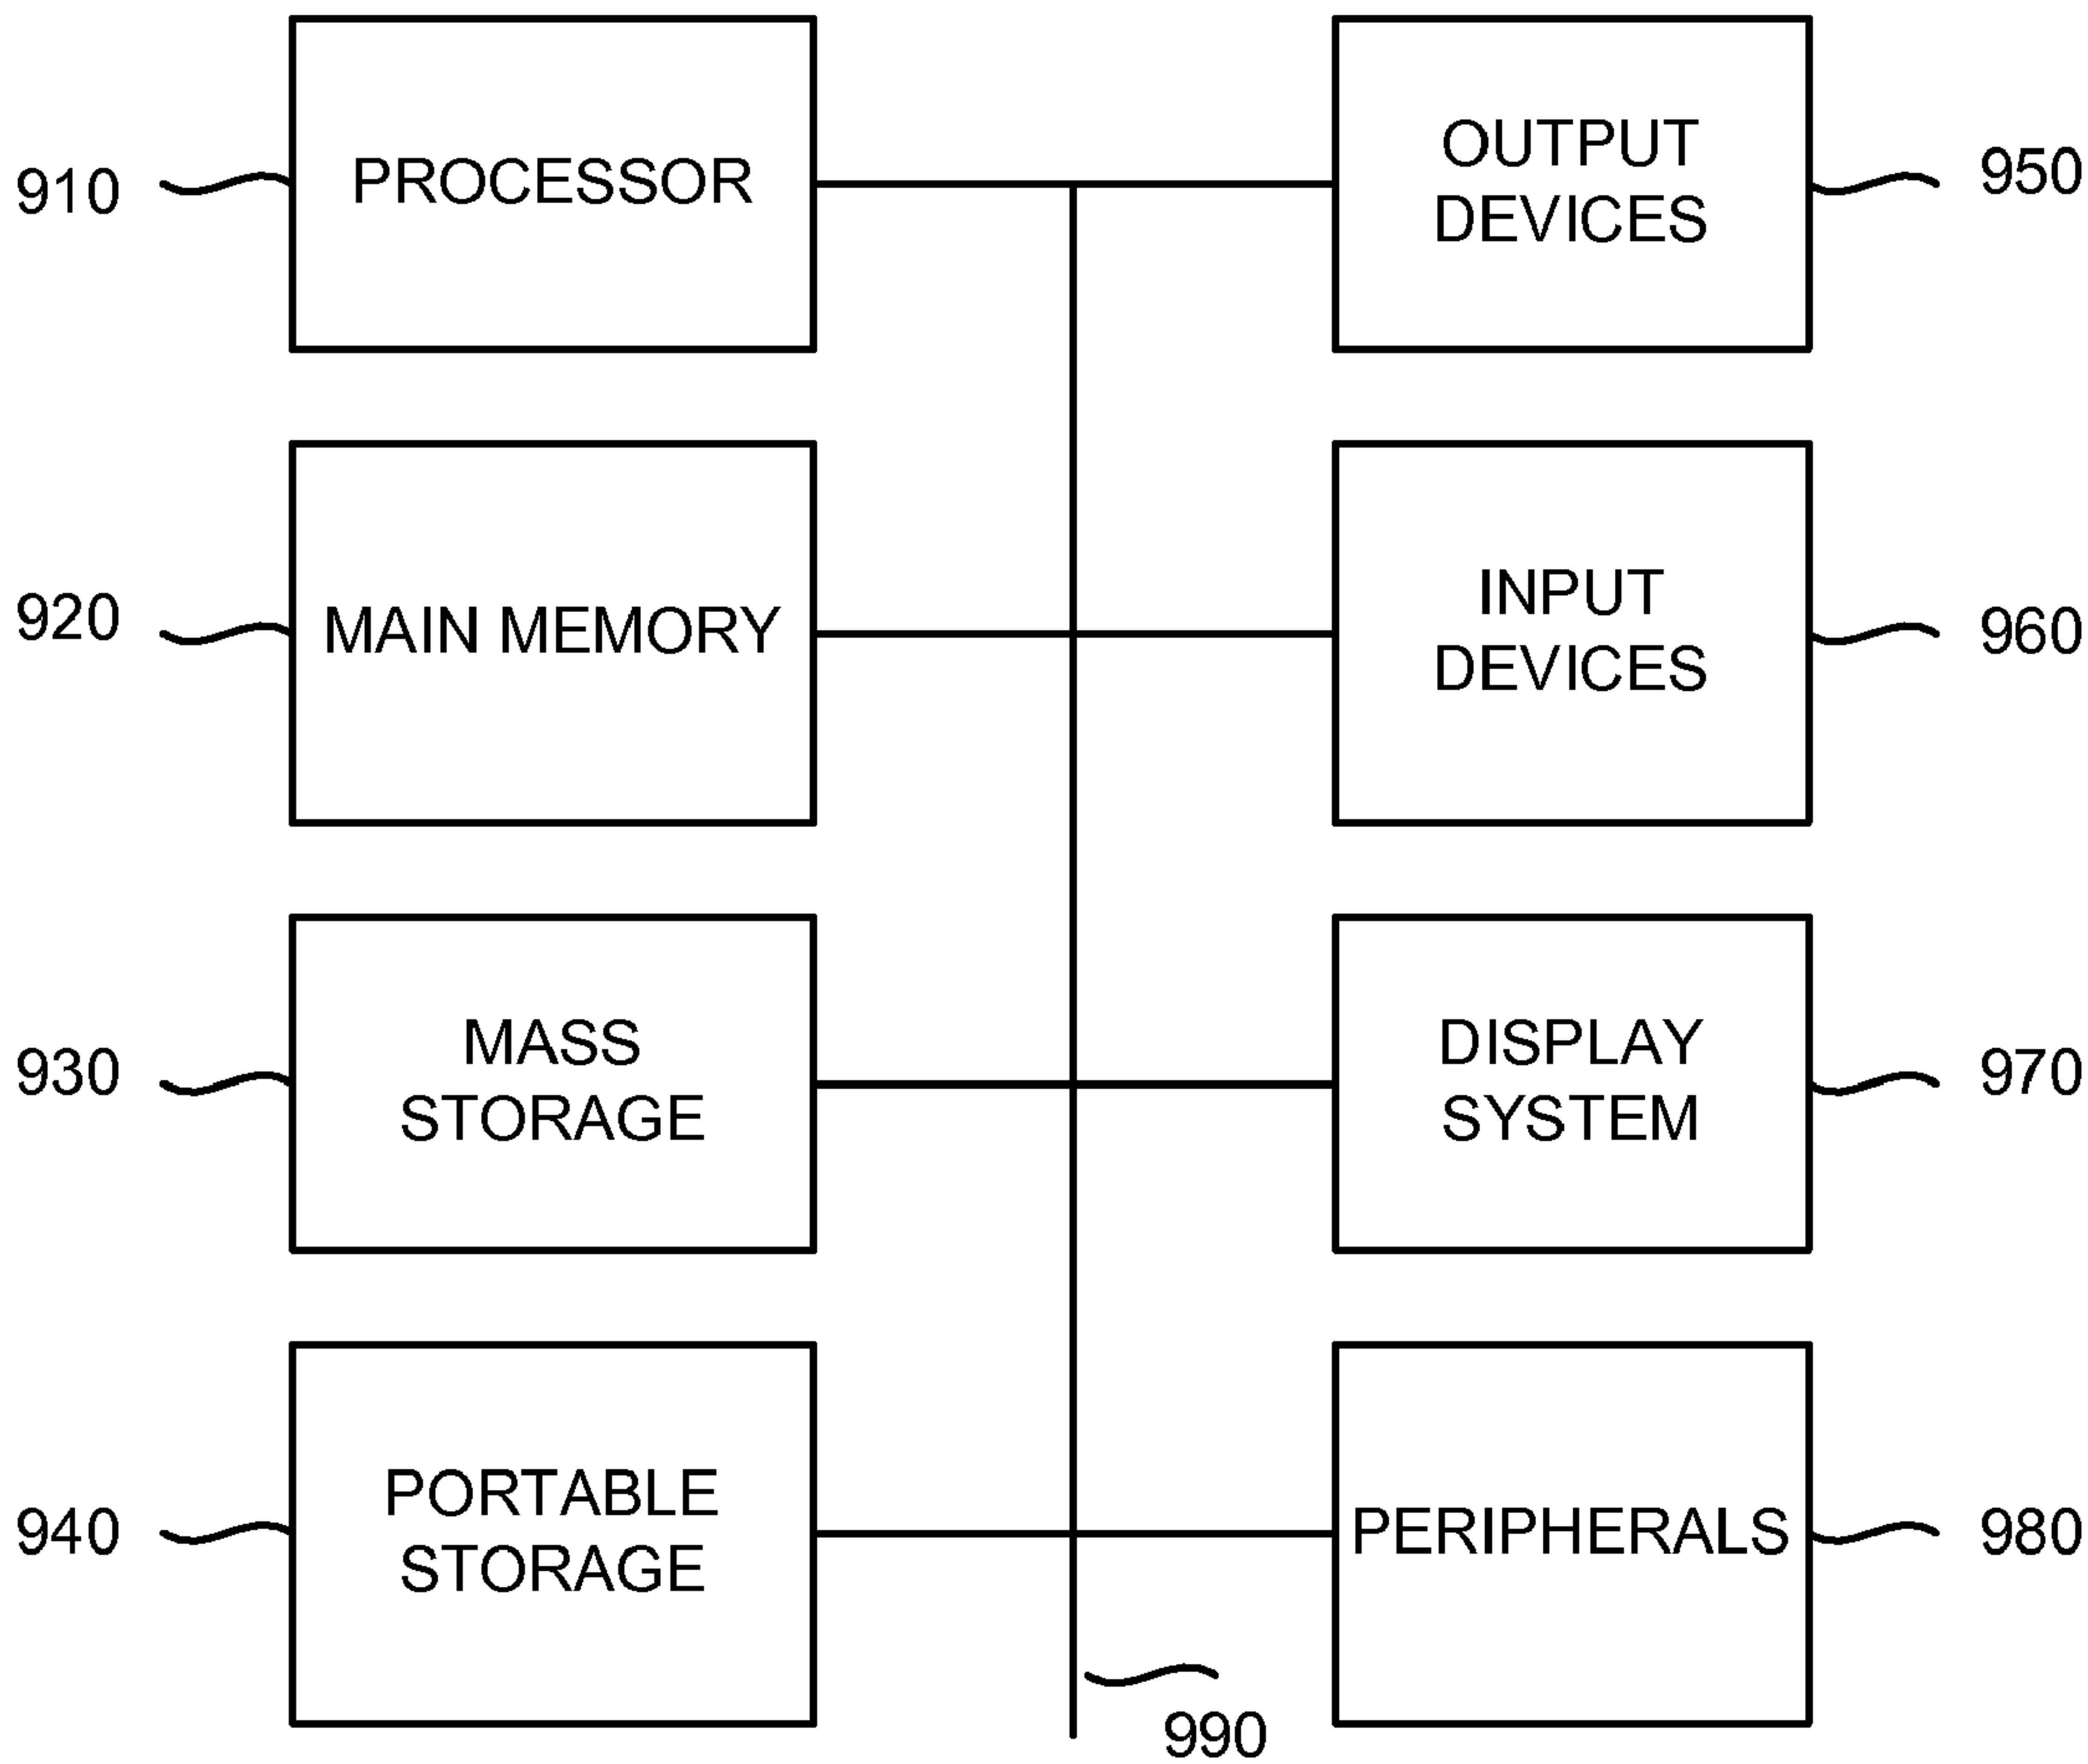 910
PROCESSOR
OUTPUT
DEVICES
950
920
MAIN MEMORY
INPUT
DEVICES
960
930
MASS
STORAGE
DISPLAY
SYSTEM
970
940
PORTABLE
STORAGE
PERIPHERALS
980
990